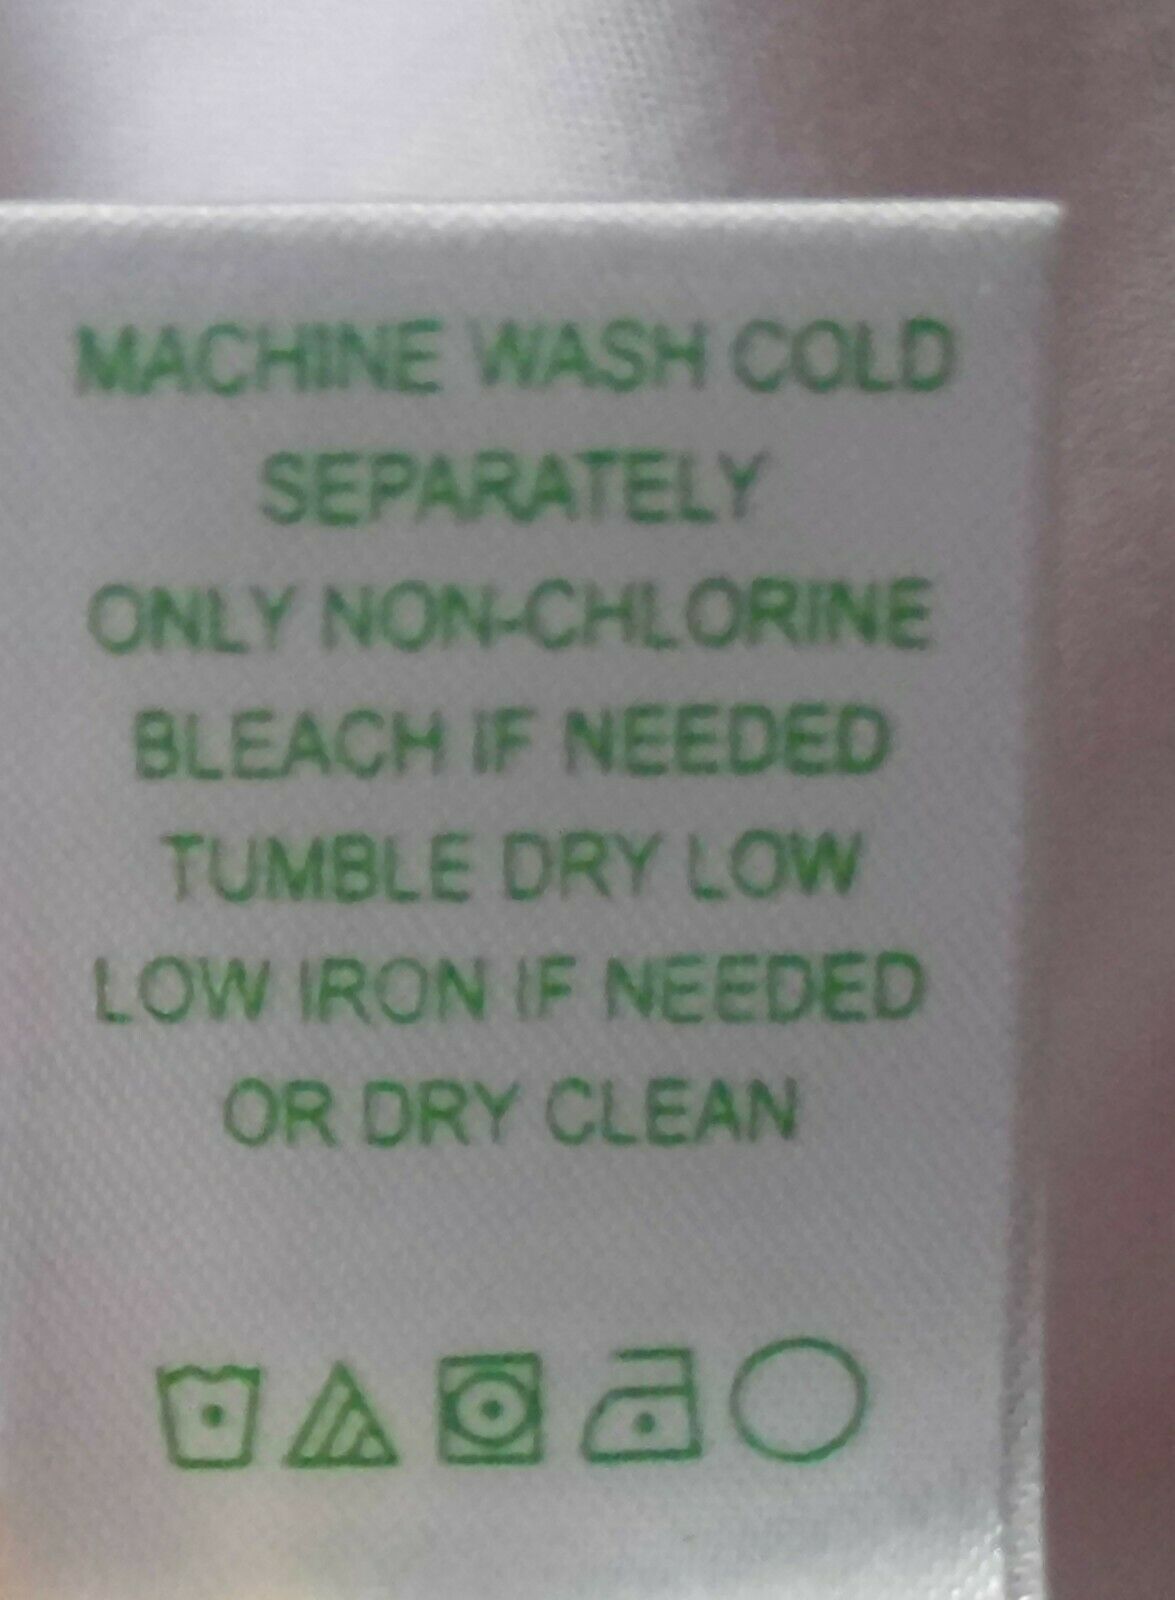 MACHINE WASH COLD
SEPARATELY
ONLY NON-CHLORINE
BLEACH IF NEEDED
TUMBLE DRY LOW
LOW IRON IF NEEDED
OR DRY CLEAN